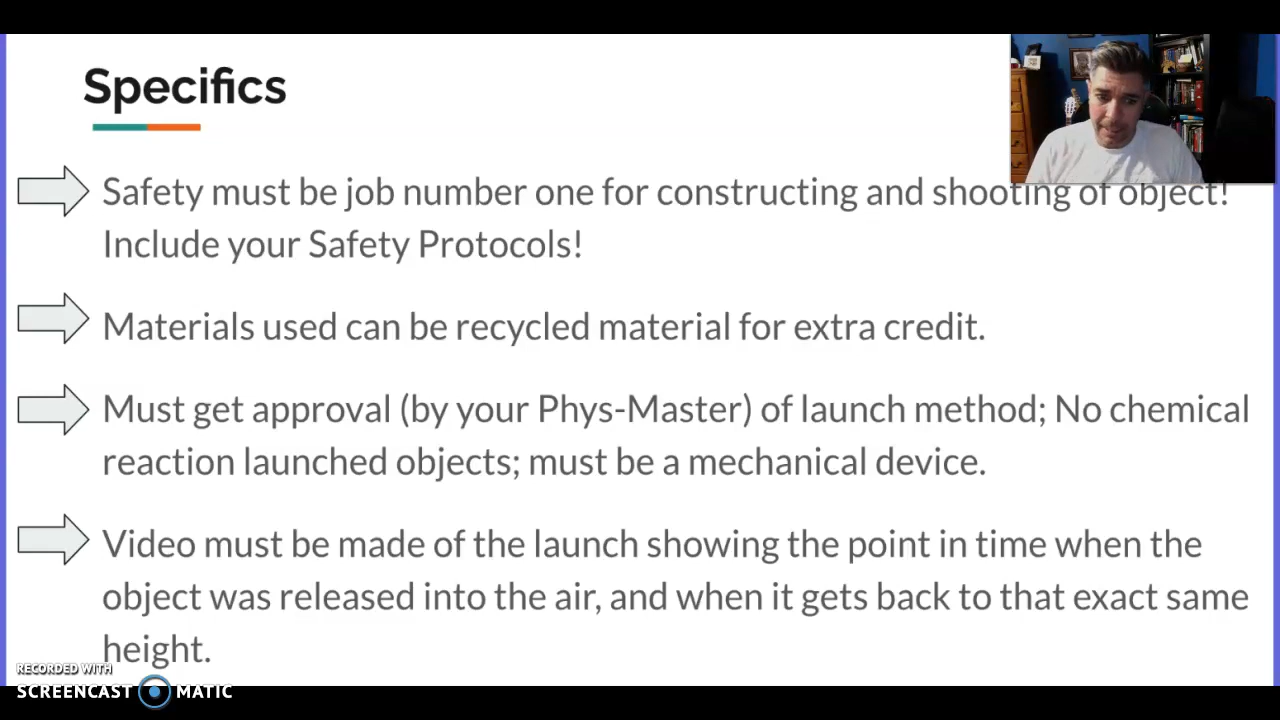 Specifics
Safety must be job number one for constructing and shooting of object!
Include your Safety Protocols!
Materials used can be recycled material for extra credit.
Must get approval (by your Phys-Master) of launch method; No chemical
reaction launched objects; must be a mechanical device.
Video must be made of the launch showing the point in time when the
object was released into the air, and when it gets back to that exact same
height.
RECORDED WITH
SCREENCAST MATIC